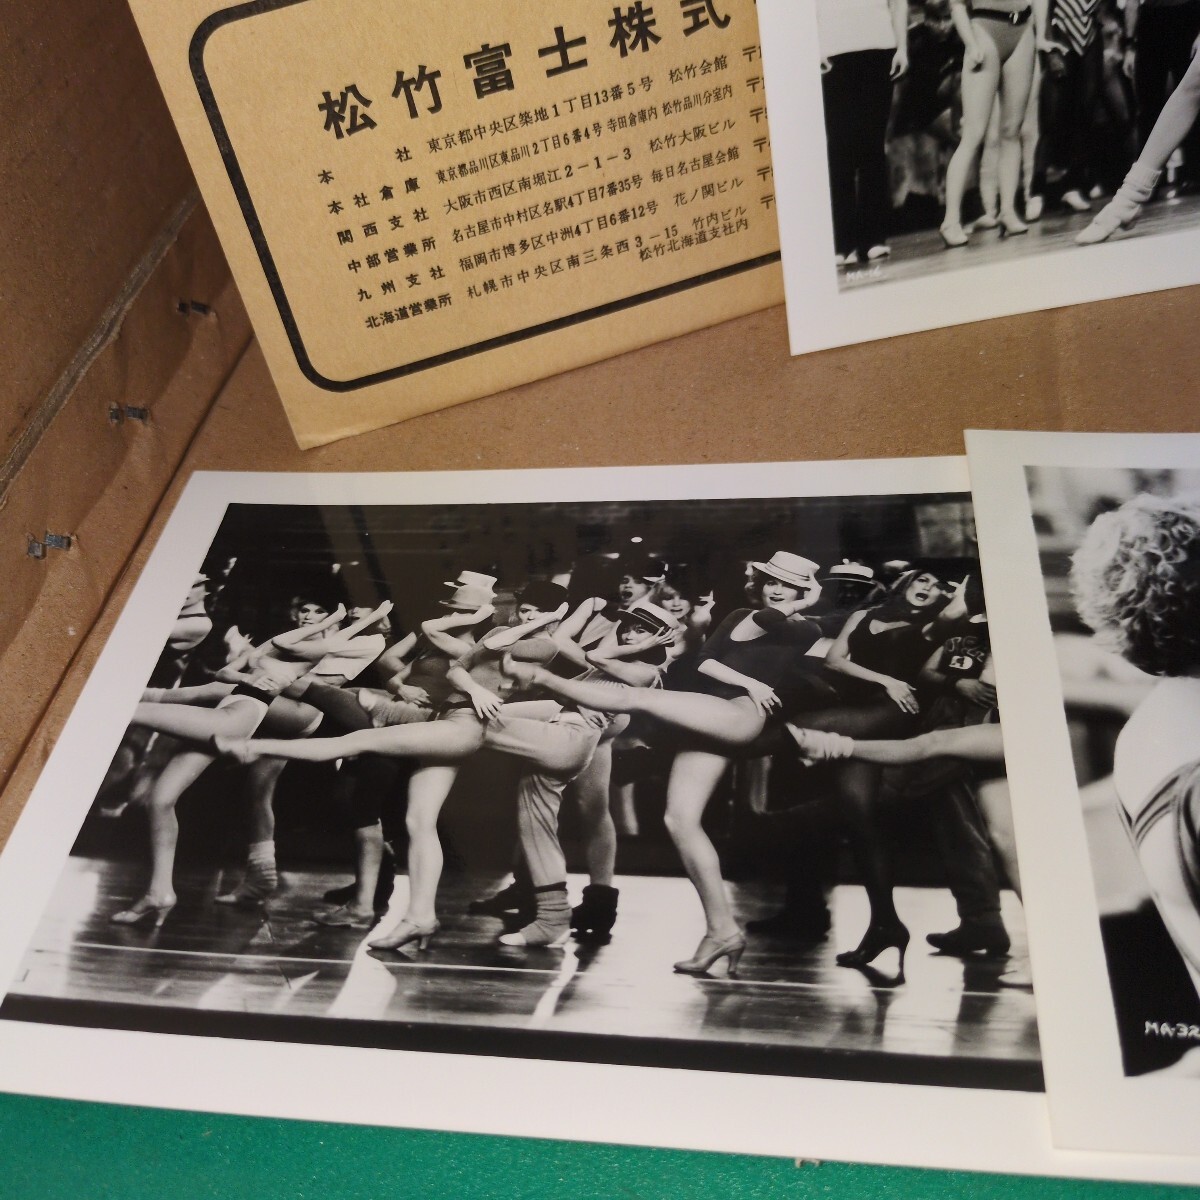 松竹富士株式
本社 東京都中央区築地1丁目13番5号 松竹会館 〒
本社倉庫 東京都品川区東品川2丁目6番4号 寺田倉庫内 松竹品川分室内 〒
関西支社 大阪市西区南堀江2-1-3 松竹大阪ビル 〒
中部営業所 名古屋市中村区名駅4丁目7番35号 毎日名古屋会館 〒
九州支社 福岡市博多区中洲4丁目6番12号 花ノ関ビル 〒
北海道営業所 札幌市中央区南三条西3-15 竹内ビル 〒
松竹北海道支社内
MA-16
MA-32